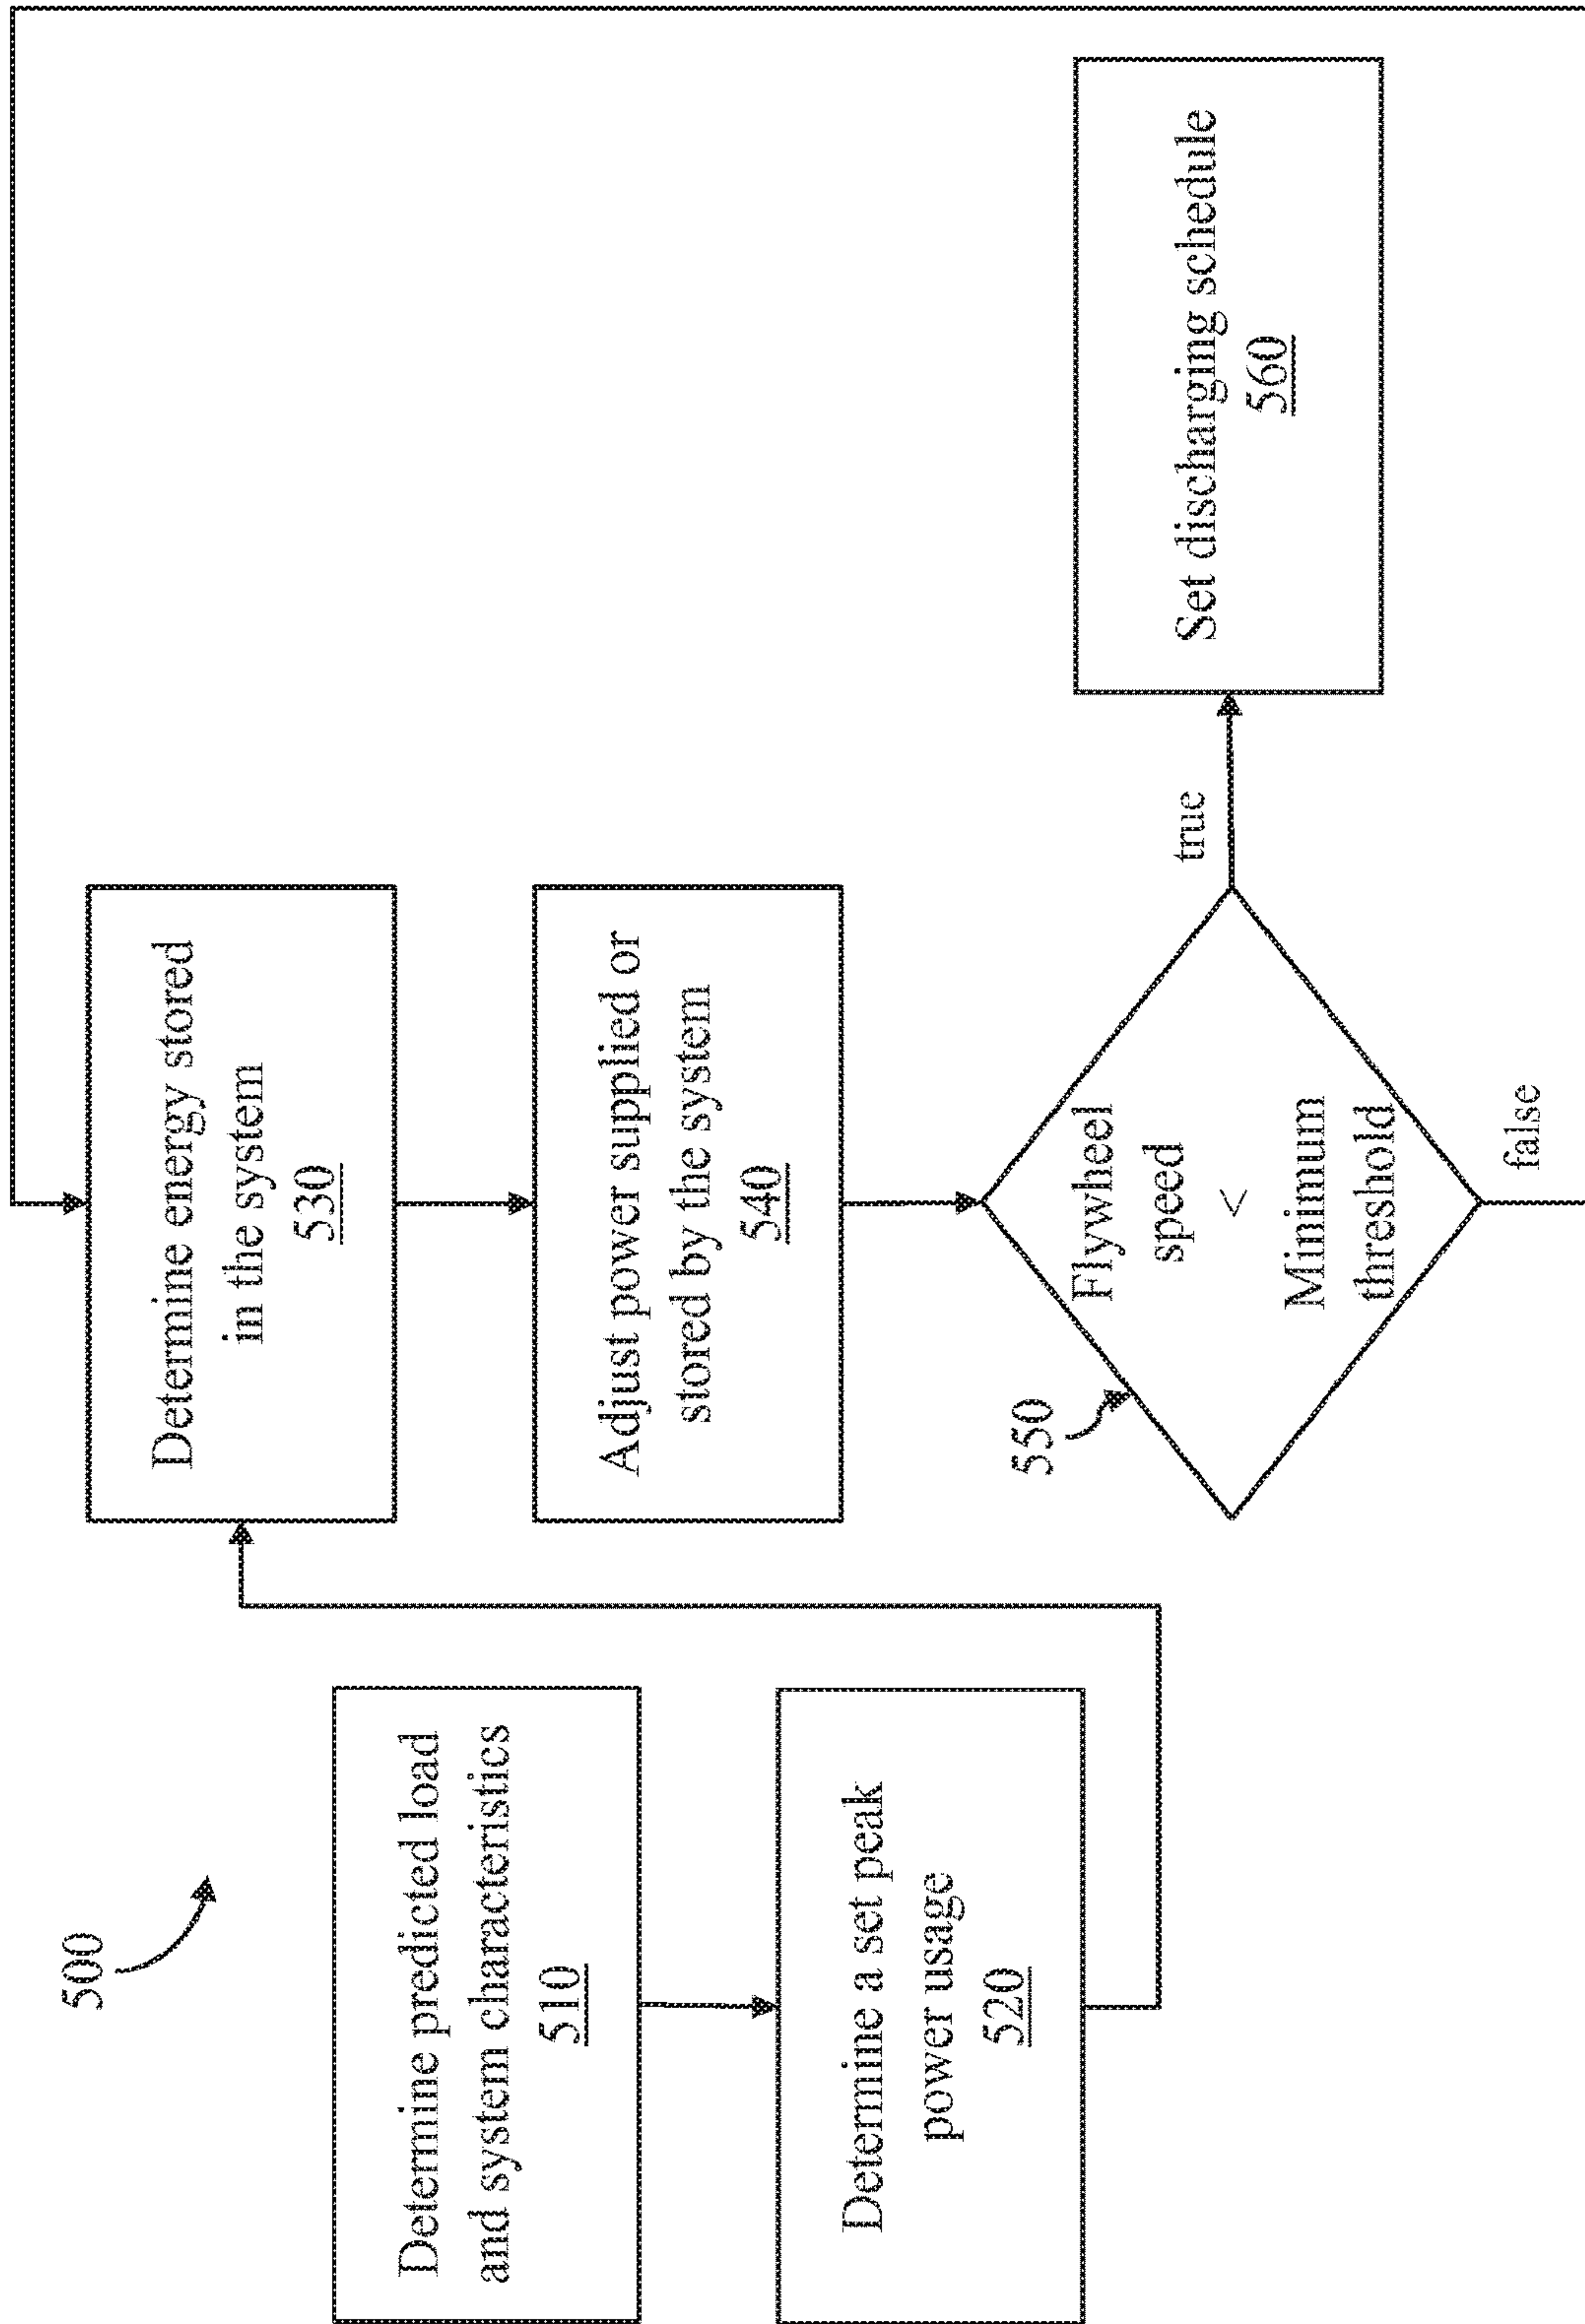 500
Determine predicted load
and system characteristics
510
Determine a set peak
power usage
520
Determine energy stored
in the system
530
Adjust power supplied or
stored by the system
540
550
Flywheel
speed
<
Minimum
threshold
true
false
Set discharging schedule
560